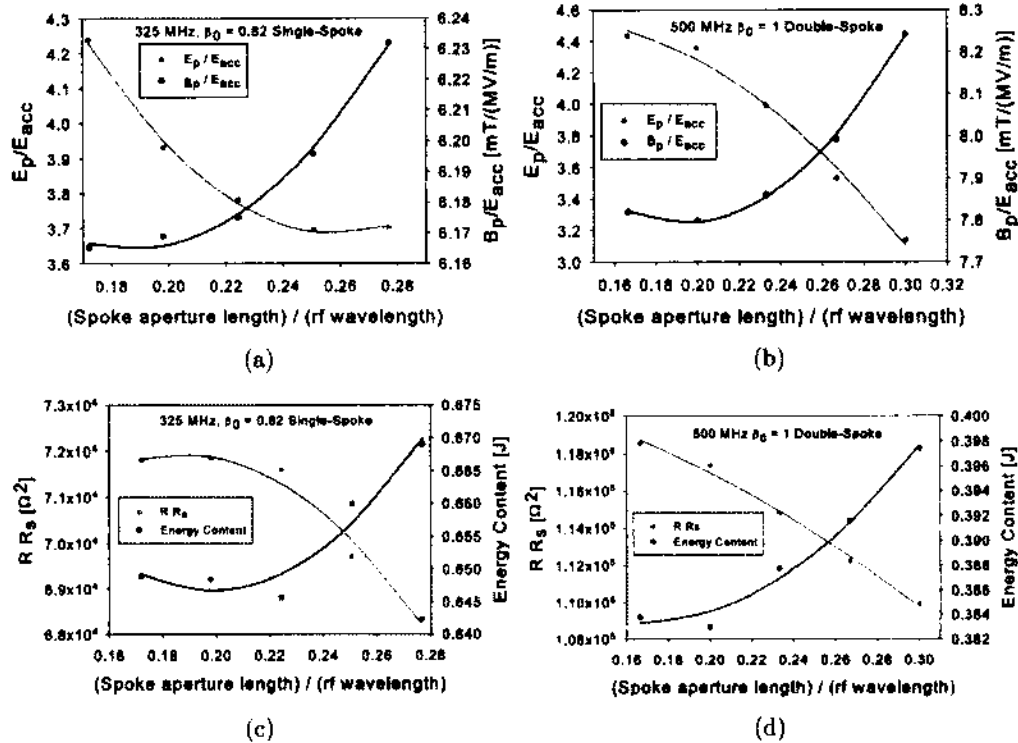 325 MHz, β₀ = 0.82 Single-Spoke
Eₚ / E_acc
Bₚ / E_acc
Eₚ/E_acc
4.3
4.2
4.1
4.0
3.9
3.8
3.7
3.6
6.24
6.23
6.22
6.21
6.20
6.19
6.18
6.17
6.16
Bₚ/E_acc [mT/(MV/m)]
0.18 0.20 0.22 0.24 0.26 0.28
(Spoke aperture length) / (rf wavelength)
(a)
500 MHz β₀ = 1 Double-Spoke
Eₚ / E_acc
Bₚ / E_acc
Eₚ/E_acc
4.6
4.4
4.2
4.0
3.8
3.6
3.4
3.2
3.0
8.3
8.2
8.1
8.0
7.9
7.8
7.7
Bₚ/E_acc [mT/(MV/m)]
0.16 0.18 0.20 0.22 0.24 0.26 0.28 0.30 0.32
(Spoke aperture length) / (rf wavelength)
(b)
325 MHz, β₀ = 0.82 Single-Spoke
R Rₛ
Energy Content
R Rₛ [Ω²]
7.3x10⁴
7.2x10⁴
7.1x10⁴
7.0x10⁴
6.9x10⁴
6.8x10⁴
0.675
0.670
0.665
0.660
0.655
0.650
0.645
0.640
Energy Content [J]
0.16 0.18 0.20 0.22 0.24 0.26 0.28
(Spoke aperture length) / (rf wavelength)
(c)
500 MHz β₀ = 1 Double-Spoke
R Rₛ
Energy Content
R Rₛ [Ω²]
1.20x10⁵
1.18x10⁵
1.16x10⁵
1.14x10⁵
1.12x10⁵
1.10x10⁵
1.08x10⁵
0.400
0.398
0.396
0.394
0.392
0.390
0.388
0.386
0.384
0.382
Energy Content [J]
0.16 0.18 0.20 0.22 0.24 0.26 0.28 0.30
(Spoke aperture length) / (rf wavelength)
(d)